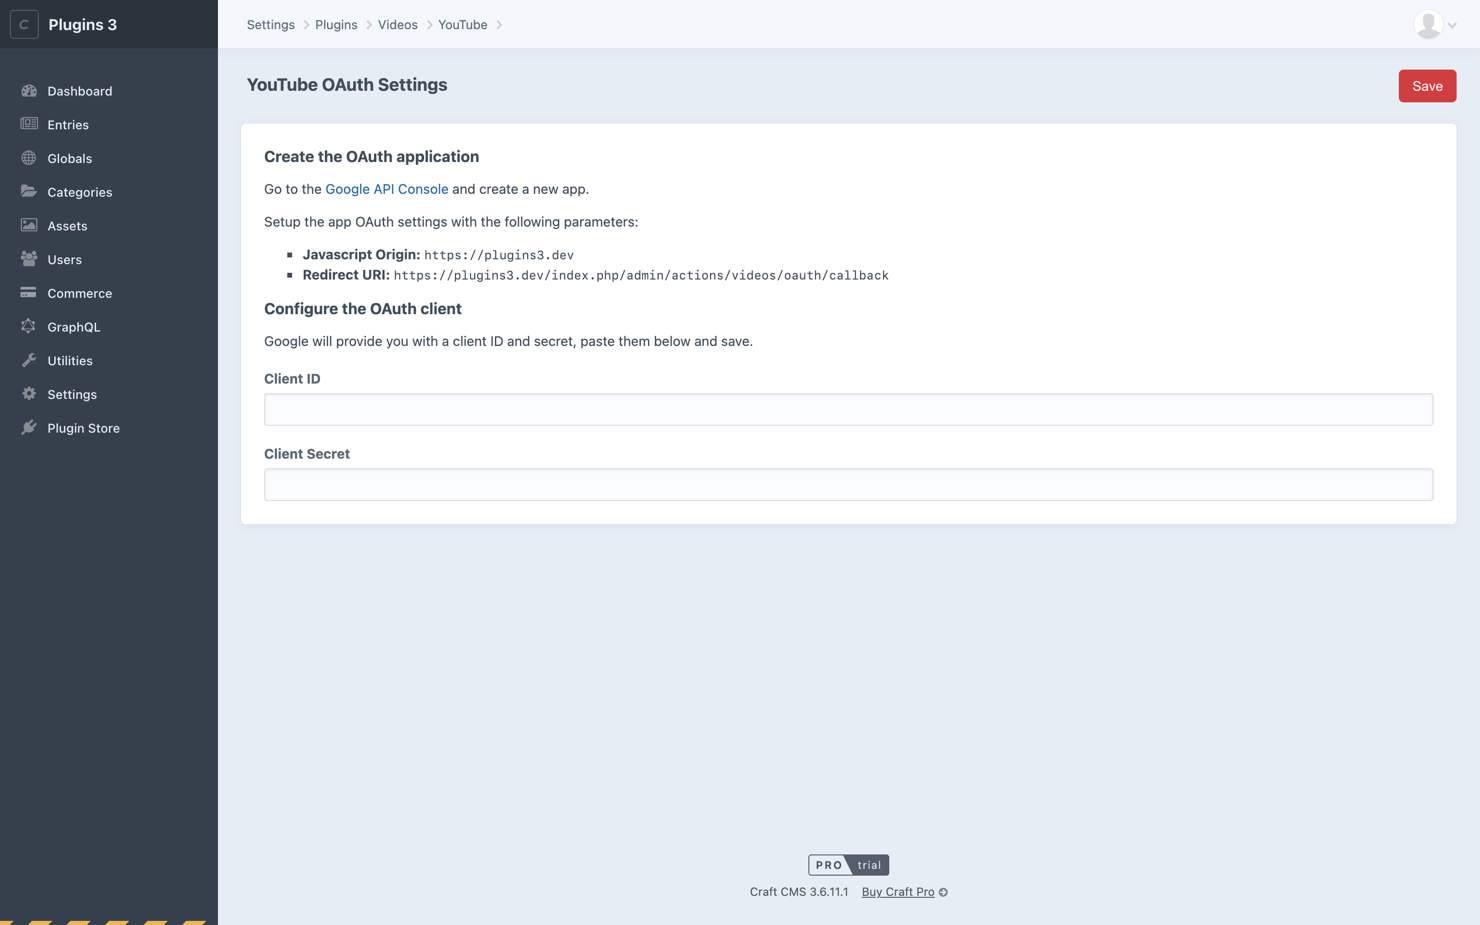 C Plugins 3
Settings Plugins Videos YouTube
Dashboard
Entries
Globals
Categories
Assets
Users
Commerce
GraphQL
Utilities
Settings
Plugin Store
YouTube OAuth Settings
Save
Create the OAuth application
Go to the Google API Console and create a new app.
Setup the app OAuth settings with the following parameters:
Javascript Origin: https://plugins3.dev
Redirect URI: https://plugins3.dev/index.php/admin/actions/videos/oauth/callback
Configure the OAuth client
Google will provide you with a client ID and secret, paste them below and save.
Client ID
Client Secret
PRO trial
Craft CMS 3.6.11.1 Buy Craft Pro